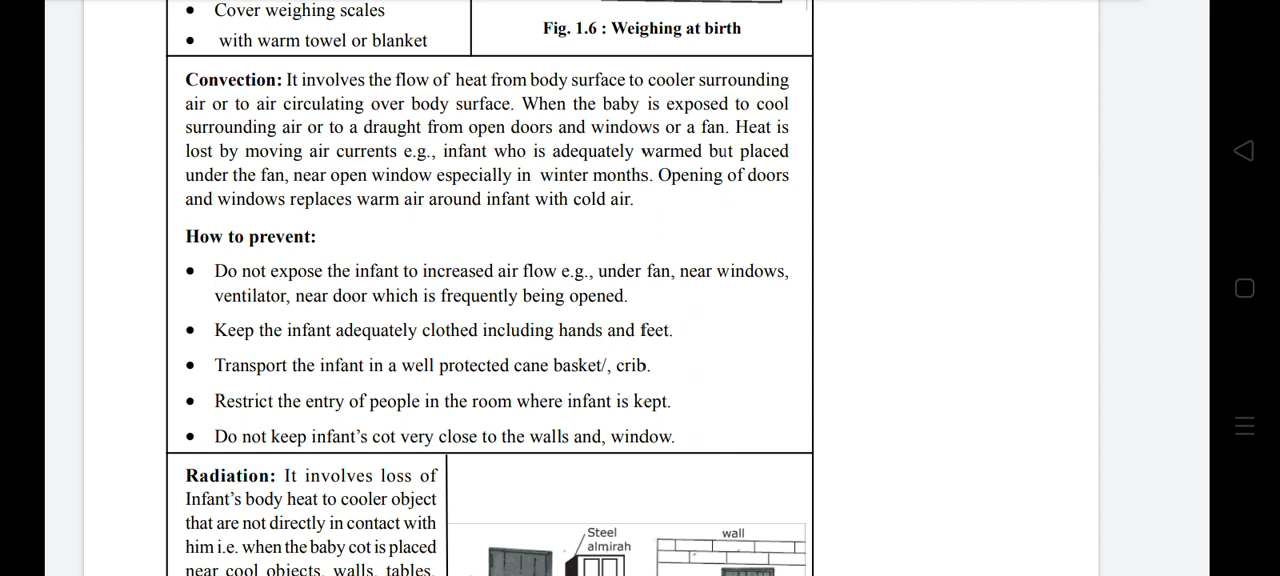 • Cover weighing scales
• with warm towel or blanket
Fig. 1.6 : Weighing at birth
Convection: It involves the flow of heat from body surface to cooler surrounding
air or to air circulating over body surface. When the baby is exposed to cool
surrounding air or to a draught from open doors and windows or a fan. Heat is
lost by moving air currents e.g., infant who is adequately warmed but placed
under the fan, near open window especially in winter months. Opening of doors
and windows replaces warm air around infant with cold air.
How to prevent:
• Do not expose the infant to increased air flow e.g., under fan, near windows,
ventilator, near door which is frequently being opened.
• Keep the infant adequately clothed including hands and feet.
• Transport the infant in a well protected cane basket/, crib.
• Restrict the entry of people in the room where infant is kept.
• Do not keep infant’s cot very close to the walls and, window.
Radiation: It involves loss of
Infant’s body heat to cooler object
that are not directly in contact with
him i.e. when the baby cot is placed
near cool objects, walls, tables,
Steel
almirah
wall